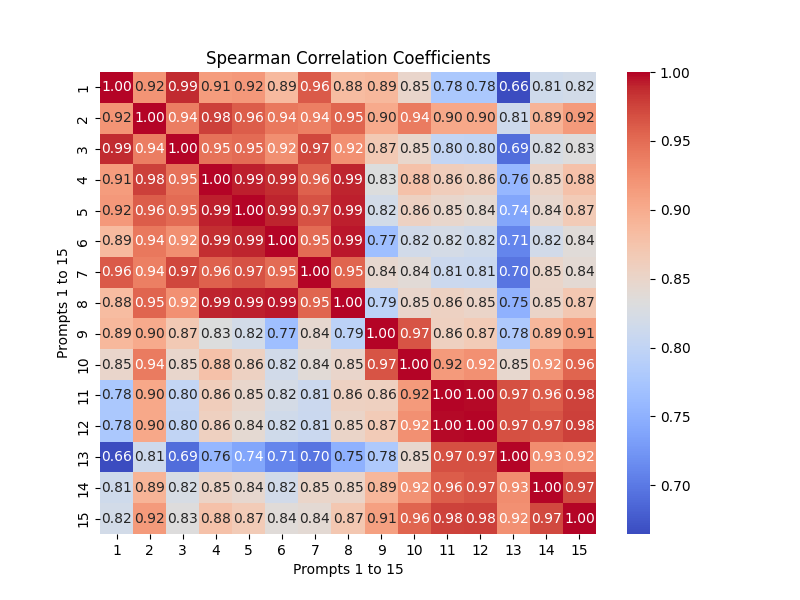 Spearman Correlation Coefficients
1 1.00 0.92 0.99 0.91 0.92 0.89 0.96 0.88 0.89 0.85 0.78 0.78 0.66 0.81 0.82
2 0.92 1.00 0.94 0.98 0.96 0.94 0.94 0.95 0.90 0.94 0.90 0.90 0.81 0.89 0.92
3 0.99 0.94 1.00 0.95 0.95 0.92 0.97 0.92 0.87 0.85 0.80 0.80 0.69 0.82 0.83
4 0.91 0.98 0.95 1.00 0.99 0.99 0.96 0.99 0.83 0.88 0.86 0.86 0.76 0.85 0.88
5 0.92 0.96 0.95 0.99 1.00 0.99 0.97 0.99 0.82 0.86 0.85 0.84 0.74 0.84 0.87
6 0.89 0.94 0.92 0.99 0.99 1.00 0.95 0.99 0.77 0.82 0.82 0.82 0.71 0.82 0.84
7 0.96 0.94 0.97 0.96 0.97 0.95 1.00 0.95 0.84 0.84 0.81 0.81 0.70 0.85 0.84
8 0.88 0.95 0.92 0.99 0.99 0.99 0.95 1.00 0.79 0.85 0.86 0.85 0.75 0.85 0.87
9 0.89 0.90 0.87 0.83 0.82 0.77 0.84 0.79 1.00 0.97 0.86 0.87 0.78 0.89 0.91
10 0.85 0.94 0.85 0.88 0.86 0.82 0.84 0.85 0.97 1.00 0.92 0.92 0.85 0.92 0.96
11 0.78 0.90 0.80 0.86 0.85 0.82 0.81 0.86 0.86 0.92 1.00 1.00 0.97 0.96 0.98
12 0.78 0.90 0.80 0.86 0.84 0.82 0.81 0.85 0.87 0.92 1.00 1.00 0.97 0.97 0.98
13 0.66 0.81 0.69 0.76 0.74 0.71 0.70 0.75 0.78 0.85 0.97 0.97 1.00 0.93 0.92
14 0.81 0.89 0.82 0.85 0.84 0.82 0.85 0.85 0.89 0.92 0.96 0.97 0.93 1.00 0.97
15 0.82 0.92 0.83 0.88 0.87 0.84 0.84 0.87 0.91 0.96 0.98 0.98 0.92 0.97 1.00
1 2 3 4 5 6 7 8 9 10 11 12 13 14 15
Prompts 1 to 15
Prompts 1 to 15
1.00
0.95
0.90
0.85
0.80
0.75
0.70